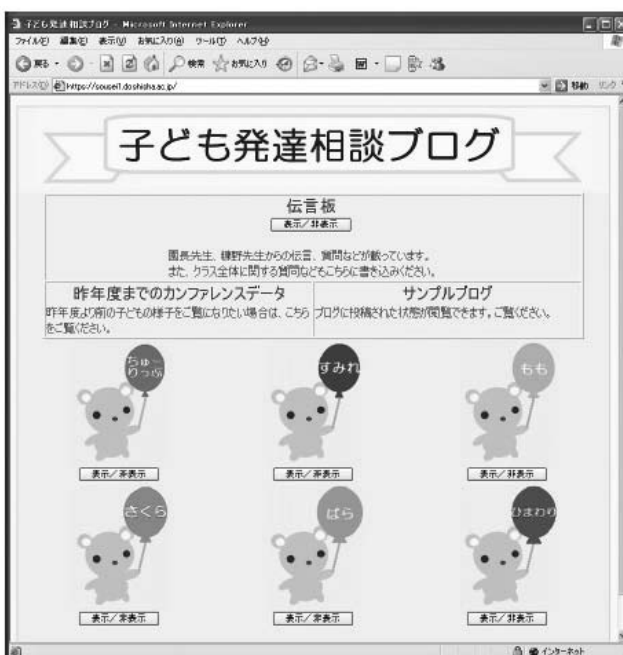 子ども発達相談ブログ - Microsoft Internet Explorer
ファイル(F) 編集(E) 表示(V) お気に入り(A) ツール(T) ヘルプ(H)
戻る 検索 お気に入り
アドレス(D) https://sousei1.doshisha.ac.jp/ 移動 リンク
子ども発達相談ブログ
伝言板
表示/非表示
園長先生、糠野先生からの伝言、質問などが載っています。
また、クラス全体に関する質問などもこちらに書き込みください。
昨年度までのカンファレンスデータ サンプルブログ
昨年度より前の子どもの様子をご覧になりたい場合は、こちら ブログに投稿された状態が閲覧できます。ご覧ください。
をご覧ください。
ちゅー すみれ もも
りっぷ
表示/非表示 表示/非表示 表示/非表示
さくら ばら ひまわり
表示/非表示 表示/非表示 表示/非表示
インターネット